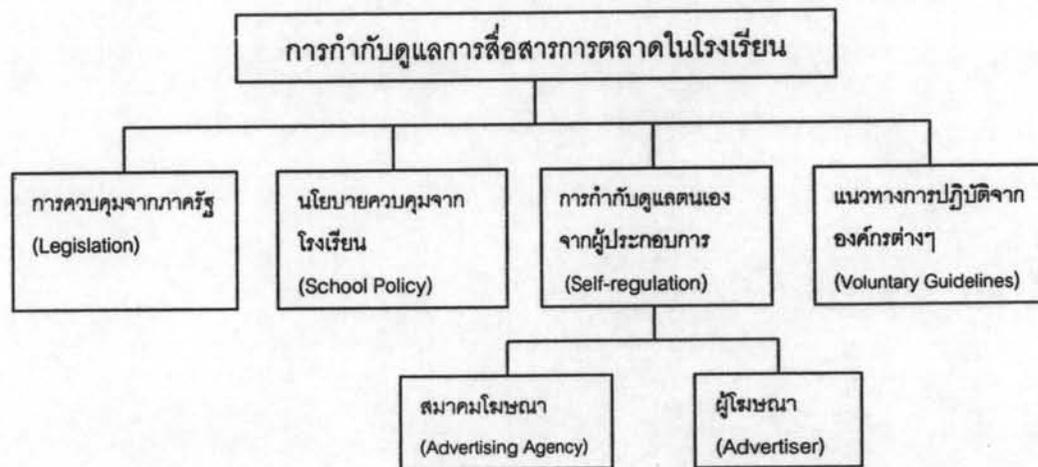 การกำกับดูแลการสื่อสารการตลาดในโรงเรียน
การควบคุมจากภาครัฐ
(Legislation)
นโยบายควบคุมจาก
โรงเรียน
(School Policy)
การกำกับดูแลตนเอง
จากผู้ประกอบการ
(Self-regulation)
แนวทางการปฏิบัติจาก
องค์กรต่างๆ
(Voluntary Guidelines)
สมาคมโฆษณา
(Advertising Agency)
ผู้โฆษณา
(Advertiser)